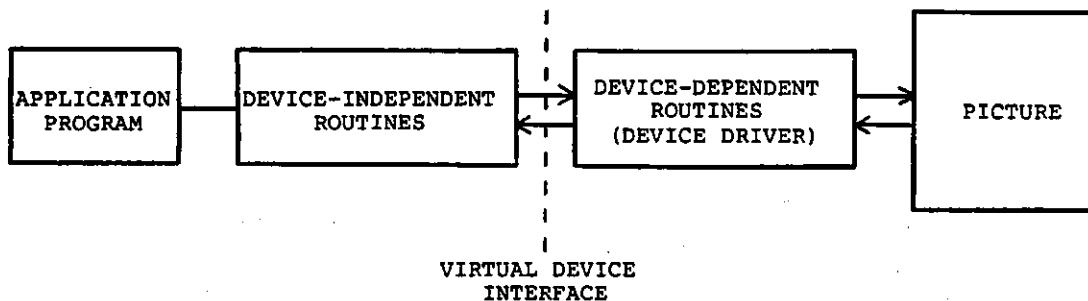 APPLICATION
PROGRAM
DEVICE-INDEPENDENT
ROUTINES
DEVICE-DEPENDENT
ROUTINES
(DEVICE DRIVER)
PICTURE
VIRTUAL DEVICE
INTERFACE